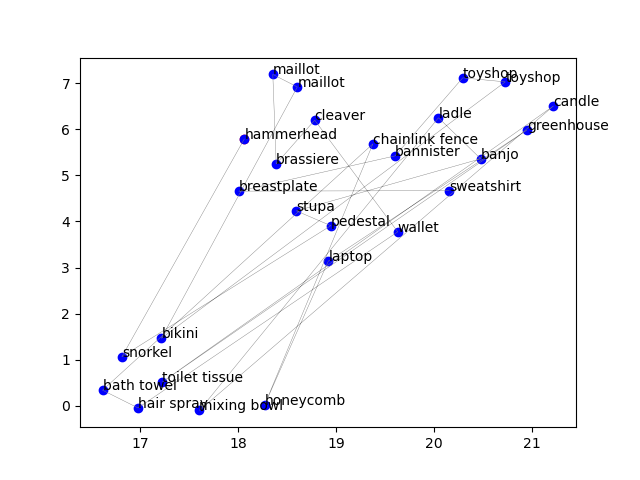 maillot
maillot
toyshop
toyshop
candle
cleaver
ladle
greenhouse
hammerhead
chainlink fence
bannister
banjo
brassiere
breastplate
sweatshirt
stupa
pedestal
wallet
laptop
bikini
snorkel
toilet tissue
bath towel
hair spray
mixing bowl
honeycomb
7
6
5
4
3
2
1
0
17
18
19
20
21